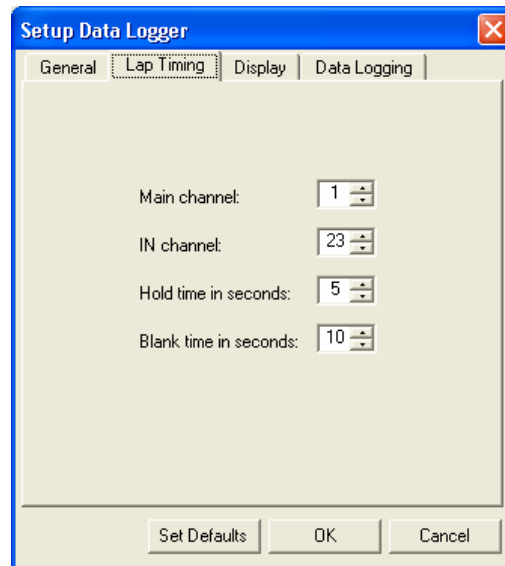 Setup Data Logger
General Lap Timing Display Data Logging
Main channel: 1
IN channel: 23
Hold time in seconds: 5
Blank time in seconds: 10
Set Defaults OK Cancel